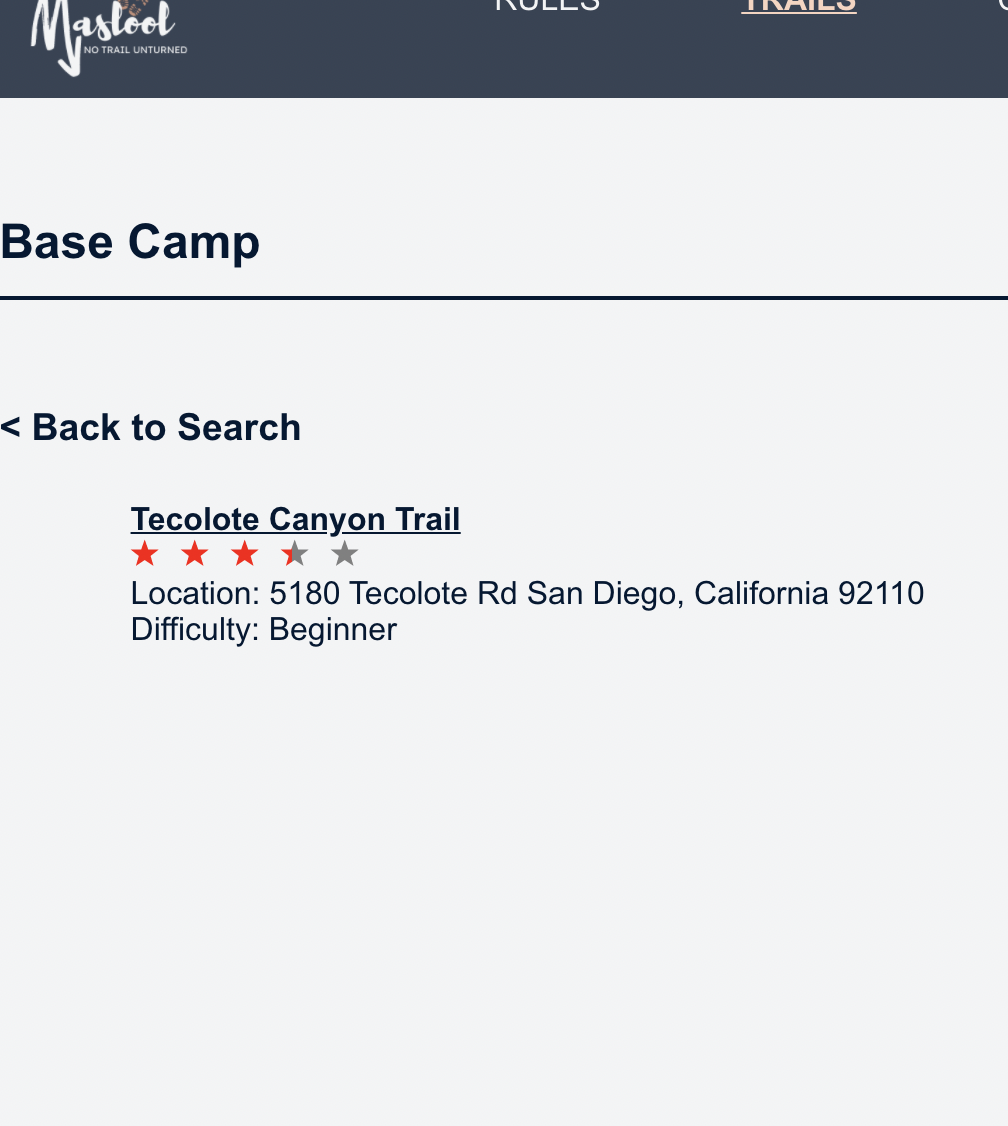 Maslool
NO TRAIL UNTURNED
RULES
TRAILS
Base Camp
< Back to Search
Tecolote Canyon Trail
Location: 5180 Tecolote Rd San Diego, California 92110
Difficulty: Beginner